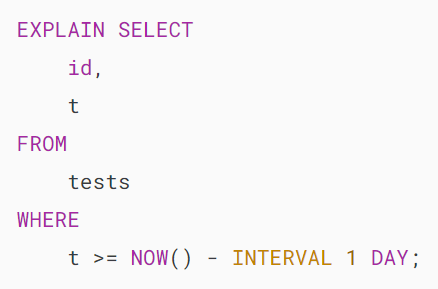 EXPLAIN SELECT
    id,
    t
FROM
    tests
WHERE
    t >= NOW() - INTERVAL 1 DAY;